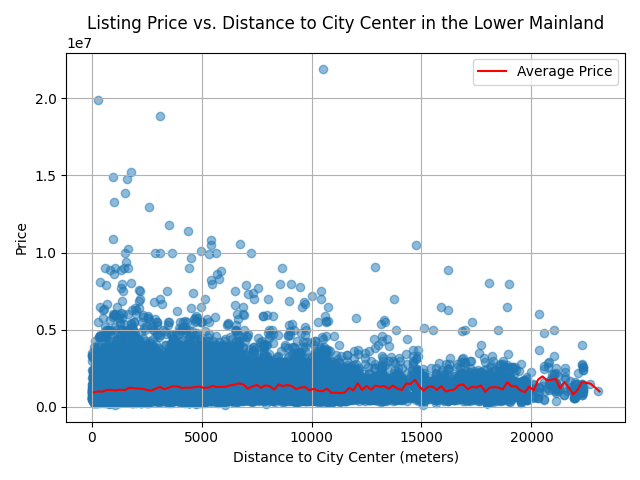 Listing Price vs. Distance to City Center in the Lower Mainland
1e7
Average Price
2.0
1.5
1.0
0.5
0.0
Price
0 5000 10000 15000 20000
Distance to City Center (meters)